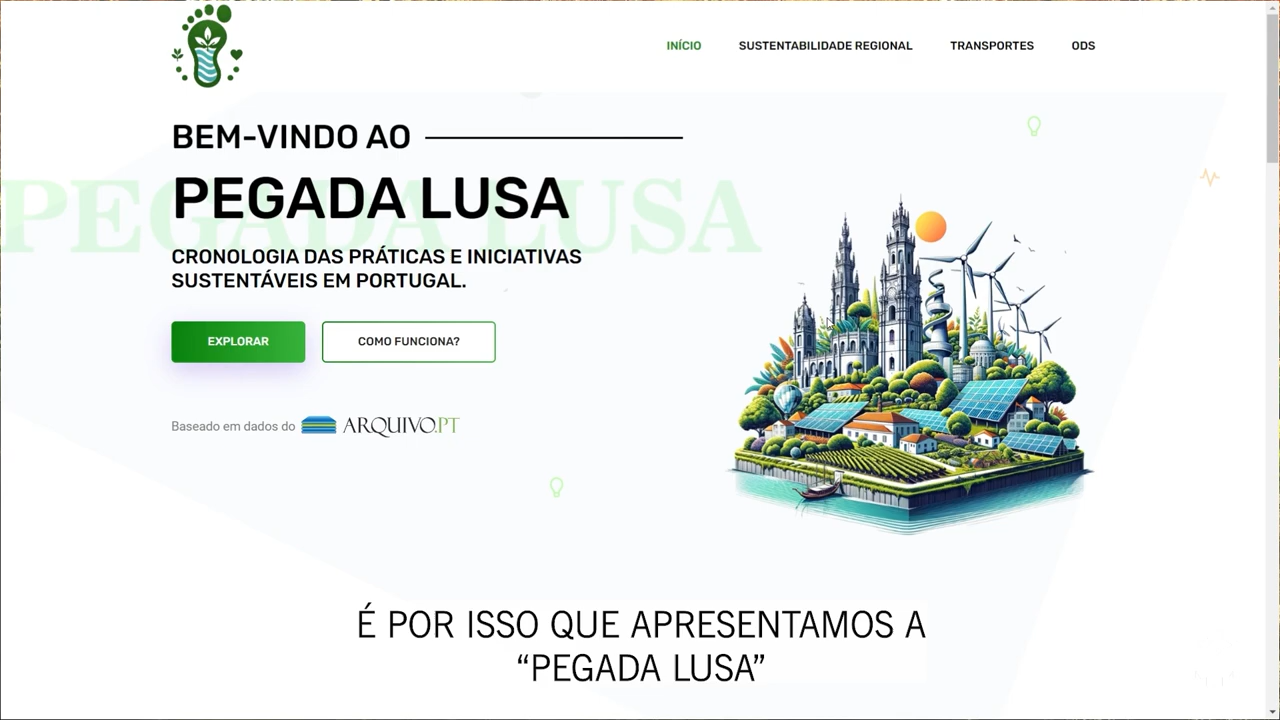 INÍCIO SUSTENTABILIDADE REGIONAL TRANSPORTES ODS
BEM-VINDO AO
PEGADA LUSA
PEGADA LUSA
CRONOLOGIA DAS PRÁTICAS E INICIATIVAS
SUSTENTÁVEIS EM PORTUGAL.
EXPLORAR COMO FUNCIONA?
Baseado em dados do ARQUIVO.PT
É POR ISSO QUE APRESENTAMOS A
“PEGADA LUSA”